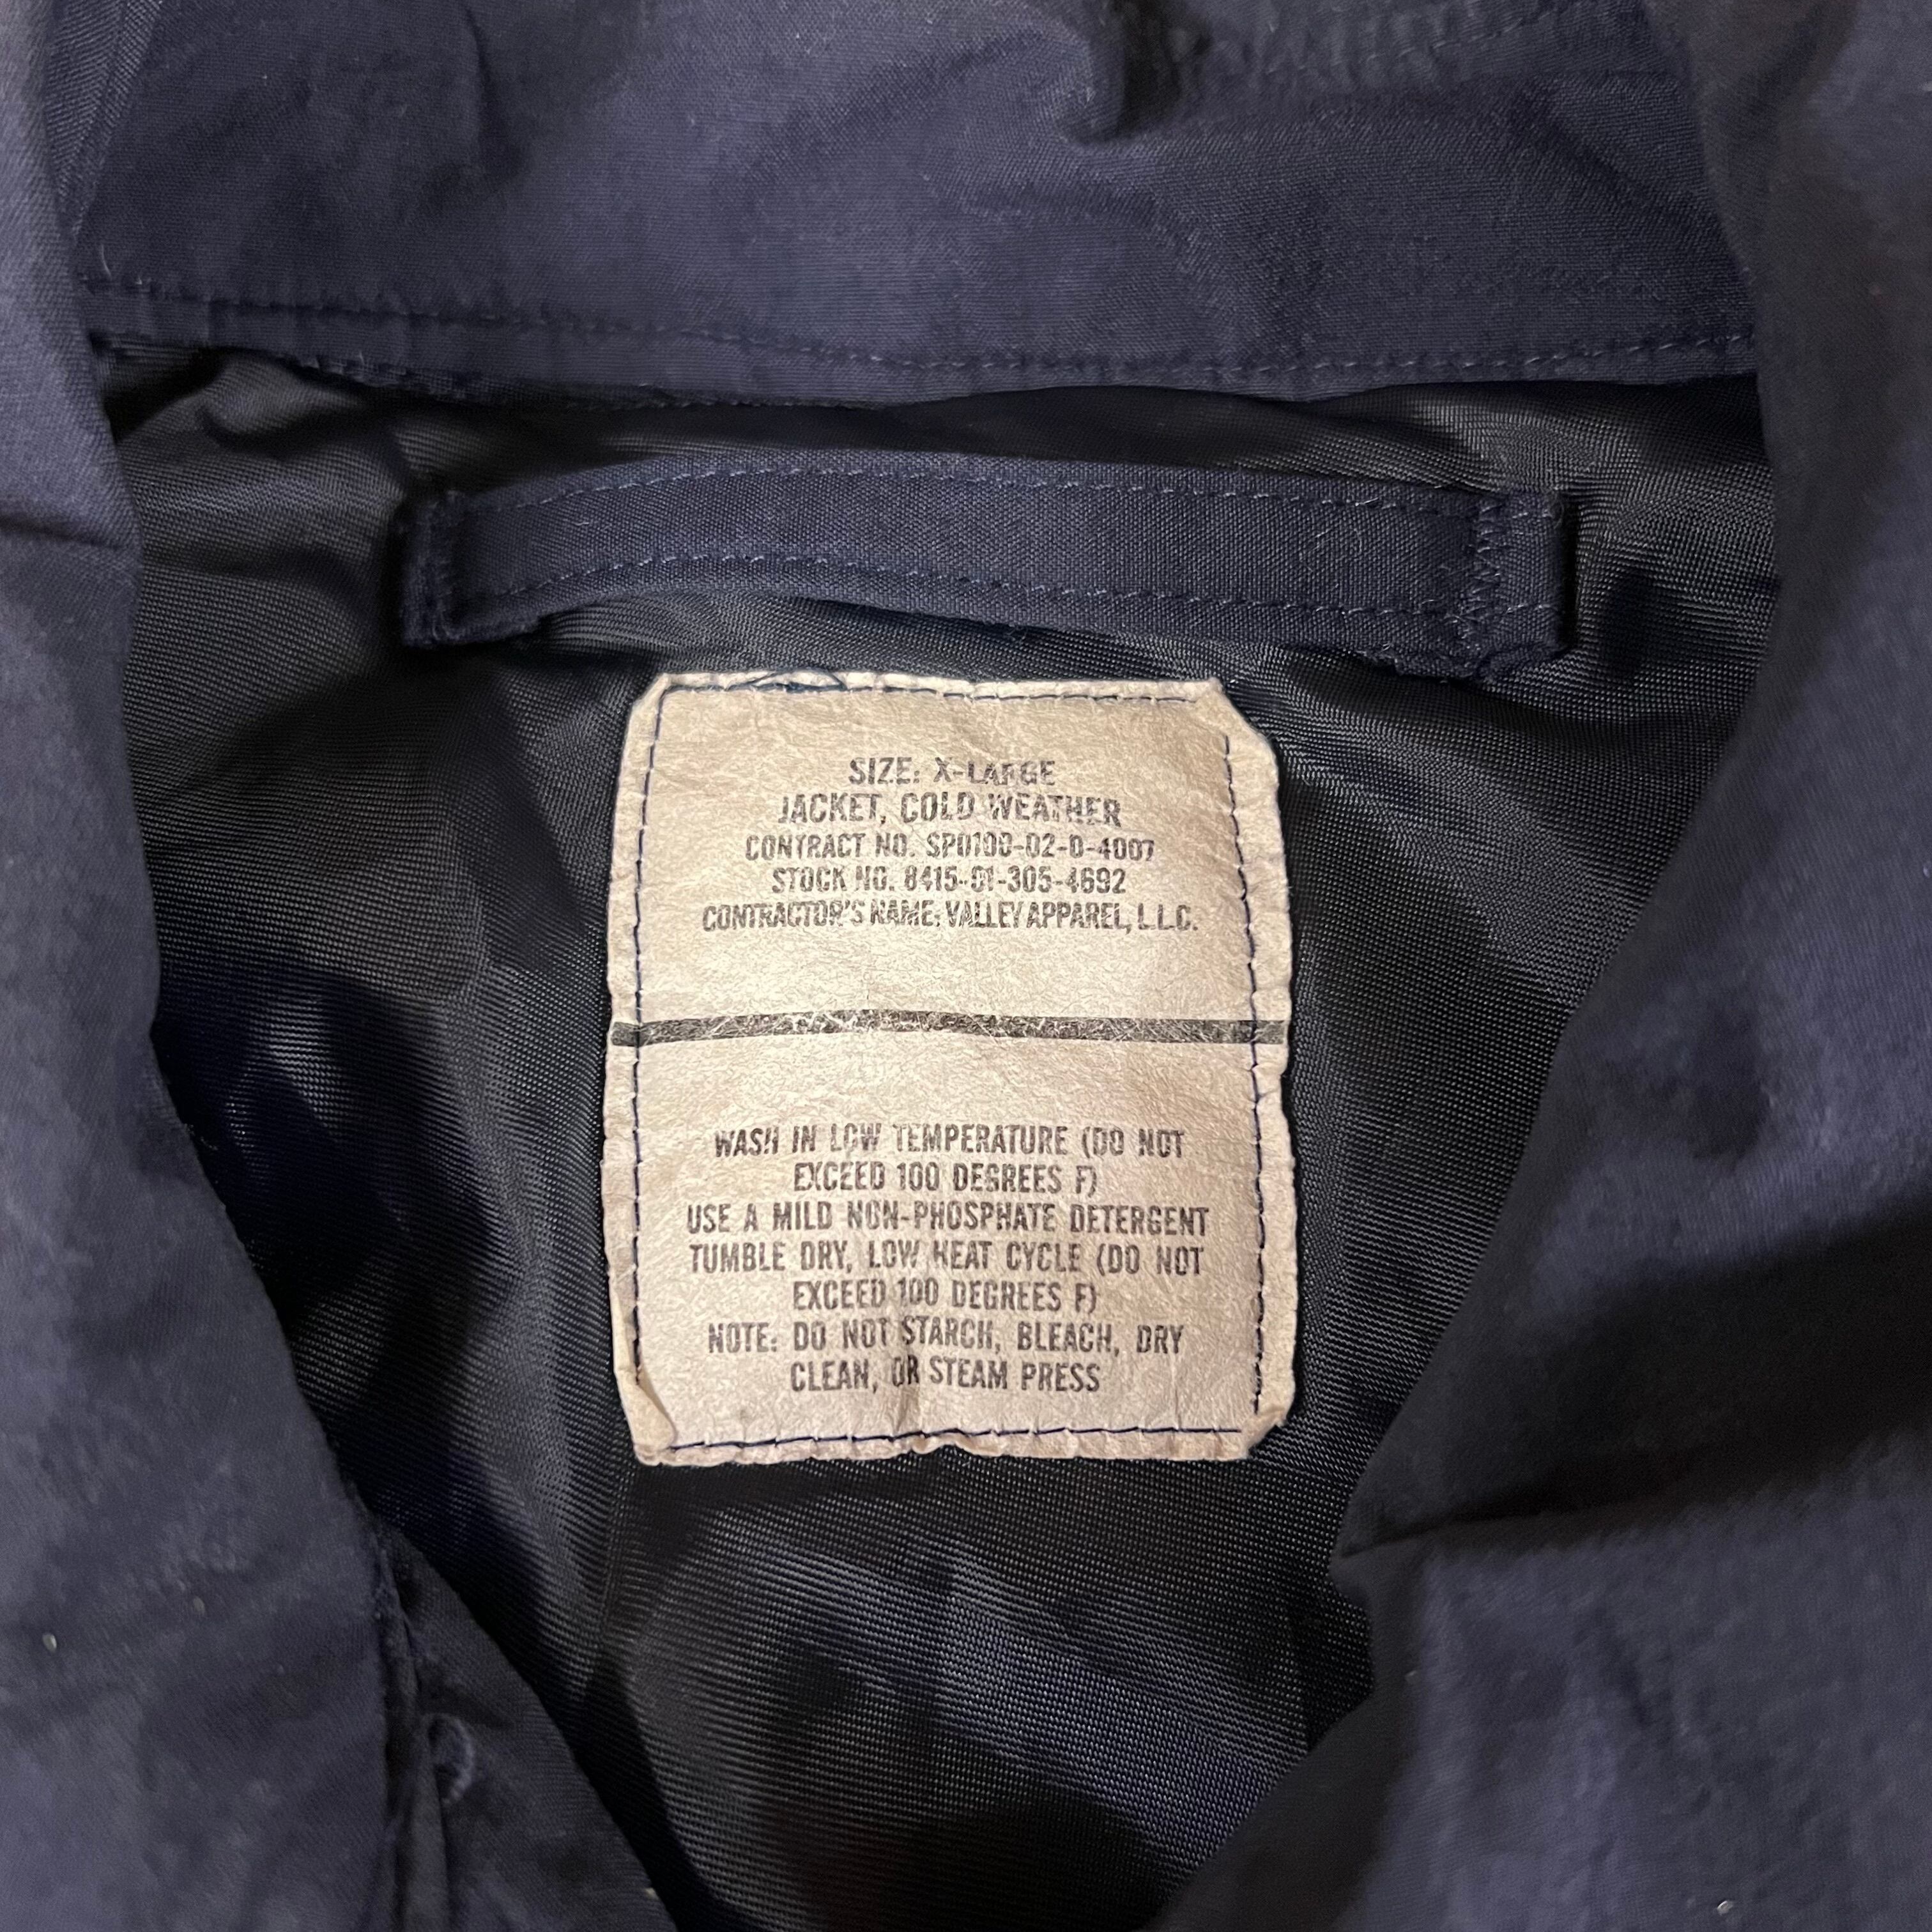 SIZE: X-LARGE
JACKET, COLD WEATHER
CONTRACT NO. SP0100-02-D-4007
STOCK NO. 8415-01-305-4692
CONTRACTOR'S NAME: VALLEY APPAREL, L.L.C.
WASH IN LOW TEMPERATURE (DO NOT
EXCEED 100 DEGREES F)
USE A MILD NON-PHOSPHATE DETERGENT
TUMBLE DRY, LOW HEAT CYCLE (DO NOT
EXCEED 100 DEGREES F)
NOTE: DO NOT STARCH, BLEACH, DRY
CLEAN, OR STEAM PRESS